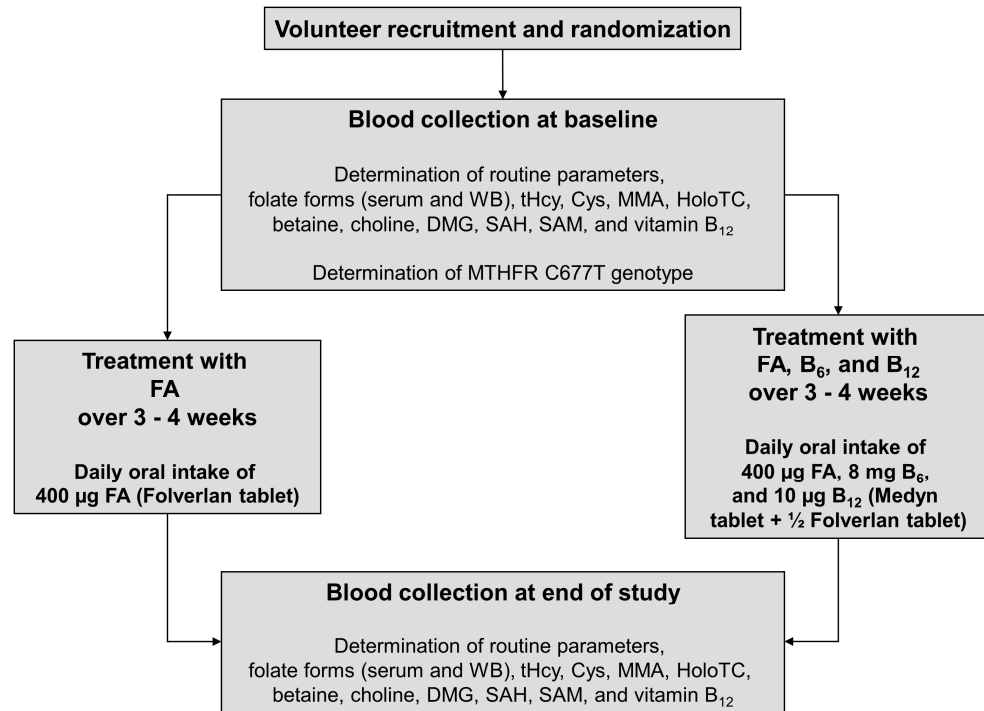 Volunteer recruitment and randomization
Blood collection at baseline
Determination of routine parameters,
folate forms (serum and WB), tHcy, Cys, MMA, HoloTC,
betaine, choline, DMG, SAH, SAM, and vitamin B₁₂
Determination of MTHFR C677T genotype
Treatment with
FA
over 3 - 4 weeks
Daily oral intake of
400 µg FA (Folverlan tablet)
Treatment with
FA, B₆, and B₁₂
over 3 - 4 weeks
Daily oral intake of
400 µg FA, 8 mg B₆,
and 10 µg B₁₂ (Medyn
tablet + ½ Folverlan tablet)
Blood collection at end of study
Determination of routine parameters,
folate forms (serum and WB), tHcy, Cys, MMA, HoloTC,
betaine, choline, DMG, SAH, SAM, and vitamin B₁₂